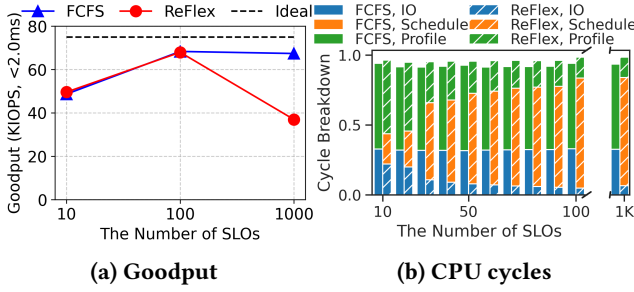 FCFS ReFlex Ideal
Goodput (KIOPS, <2.0ms)
80
60
40
20
0
10 100 1000
The Number of SLOs
(a) Goodput
FCFS, IO ReFlex, IO
FCFS, Schedule ReFlex, Schedule
FCFS, Profile ReFlex, Profile
Cycle Breakdown
1.0
0.5
0.0
10 50 100 1K
The Number of SLOs
(b) CPU cycles